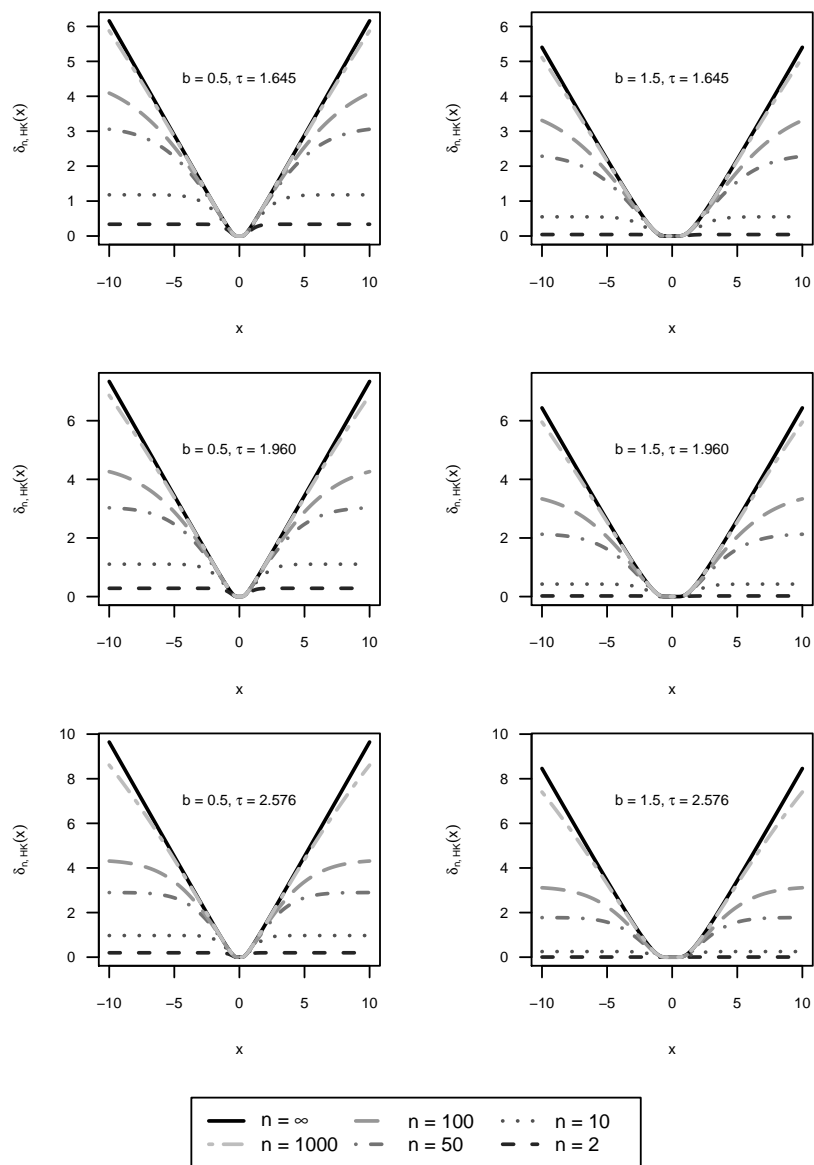 δn, HK(x)
0
1
2
3
4
5
6
b = 0.5, τ = 1.645
−10 −5 0 5 10
x
δn, HK(x)
0
1
2
3
4
5
6
b = 1.5, τ = 1.645
−10 −5 0 5 10
x
δn, HK(x)
0
2
4
6
b = 0.5, τ = 1.960
−10 −5 0 5 10
x
δn, HK(x)
0
2
4
6
b = 1.5, τ = 1.960
−10 −5 0 5 10
x
δn, HK(x)
0
2
4
6
8
10
b = 0.5, τ = 2.576
−10 −5 0 5 10
x
δn, HK(x)
0
2
4
6
8
10
b = 1.5, τ = 2.576
−10 −5 0 5 10
x
n = ∞ n = 100 n = 10
n = 1000 n = 50 n = 2